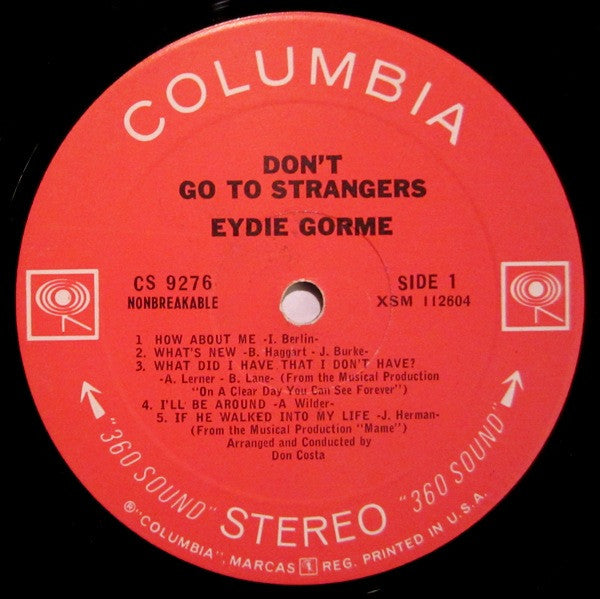 COLUMBIA
DON'T
GO TO STRANGERS
EYDIE GORME
CS 9276
NONBREAKABLE
SIDE 1
XSM 112604
1 HOW ABOUT ME -I. Berlin-
2. WHAT'S NEW -B. Haggart - J. Burke-
3. WHAT DID I HAVE THAT I DON'T HAVE?
-A. Lerner - B. Lane- (From the Musical Production
"On a Clear Day You Can See Forever")
4. I'LL BE AROUND -A Wilder-
5. IF HE WALKED INTO MY LIFE -J. Herman-
(From the Musical Production "Mame")
Arranged and Conducted by
Don Costa
"360 SOUND" STEREO "360 SOUND"
®"COLUMBIA", MARCAS REG. PRINTED IN U.S.A.